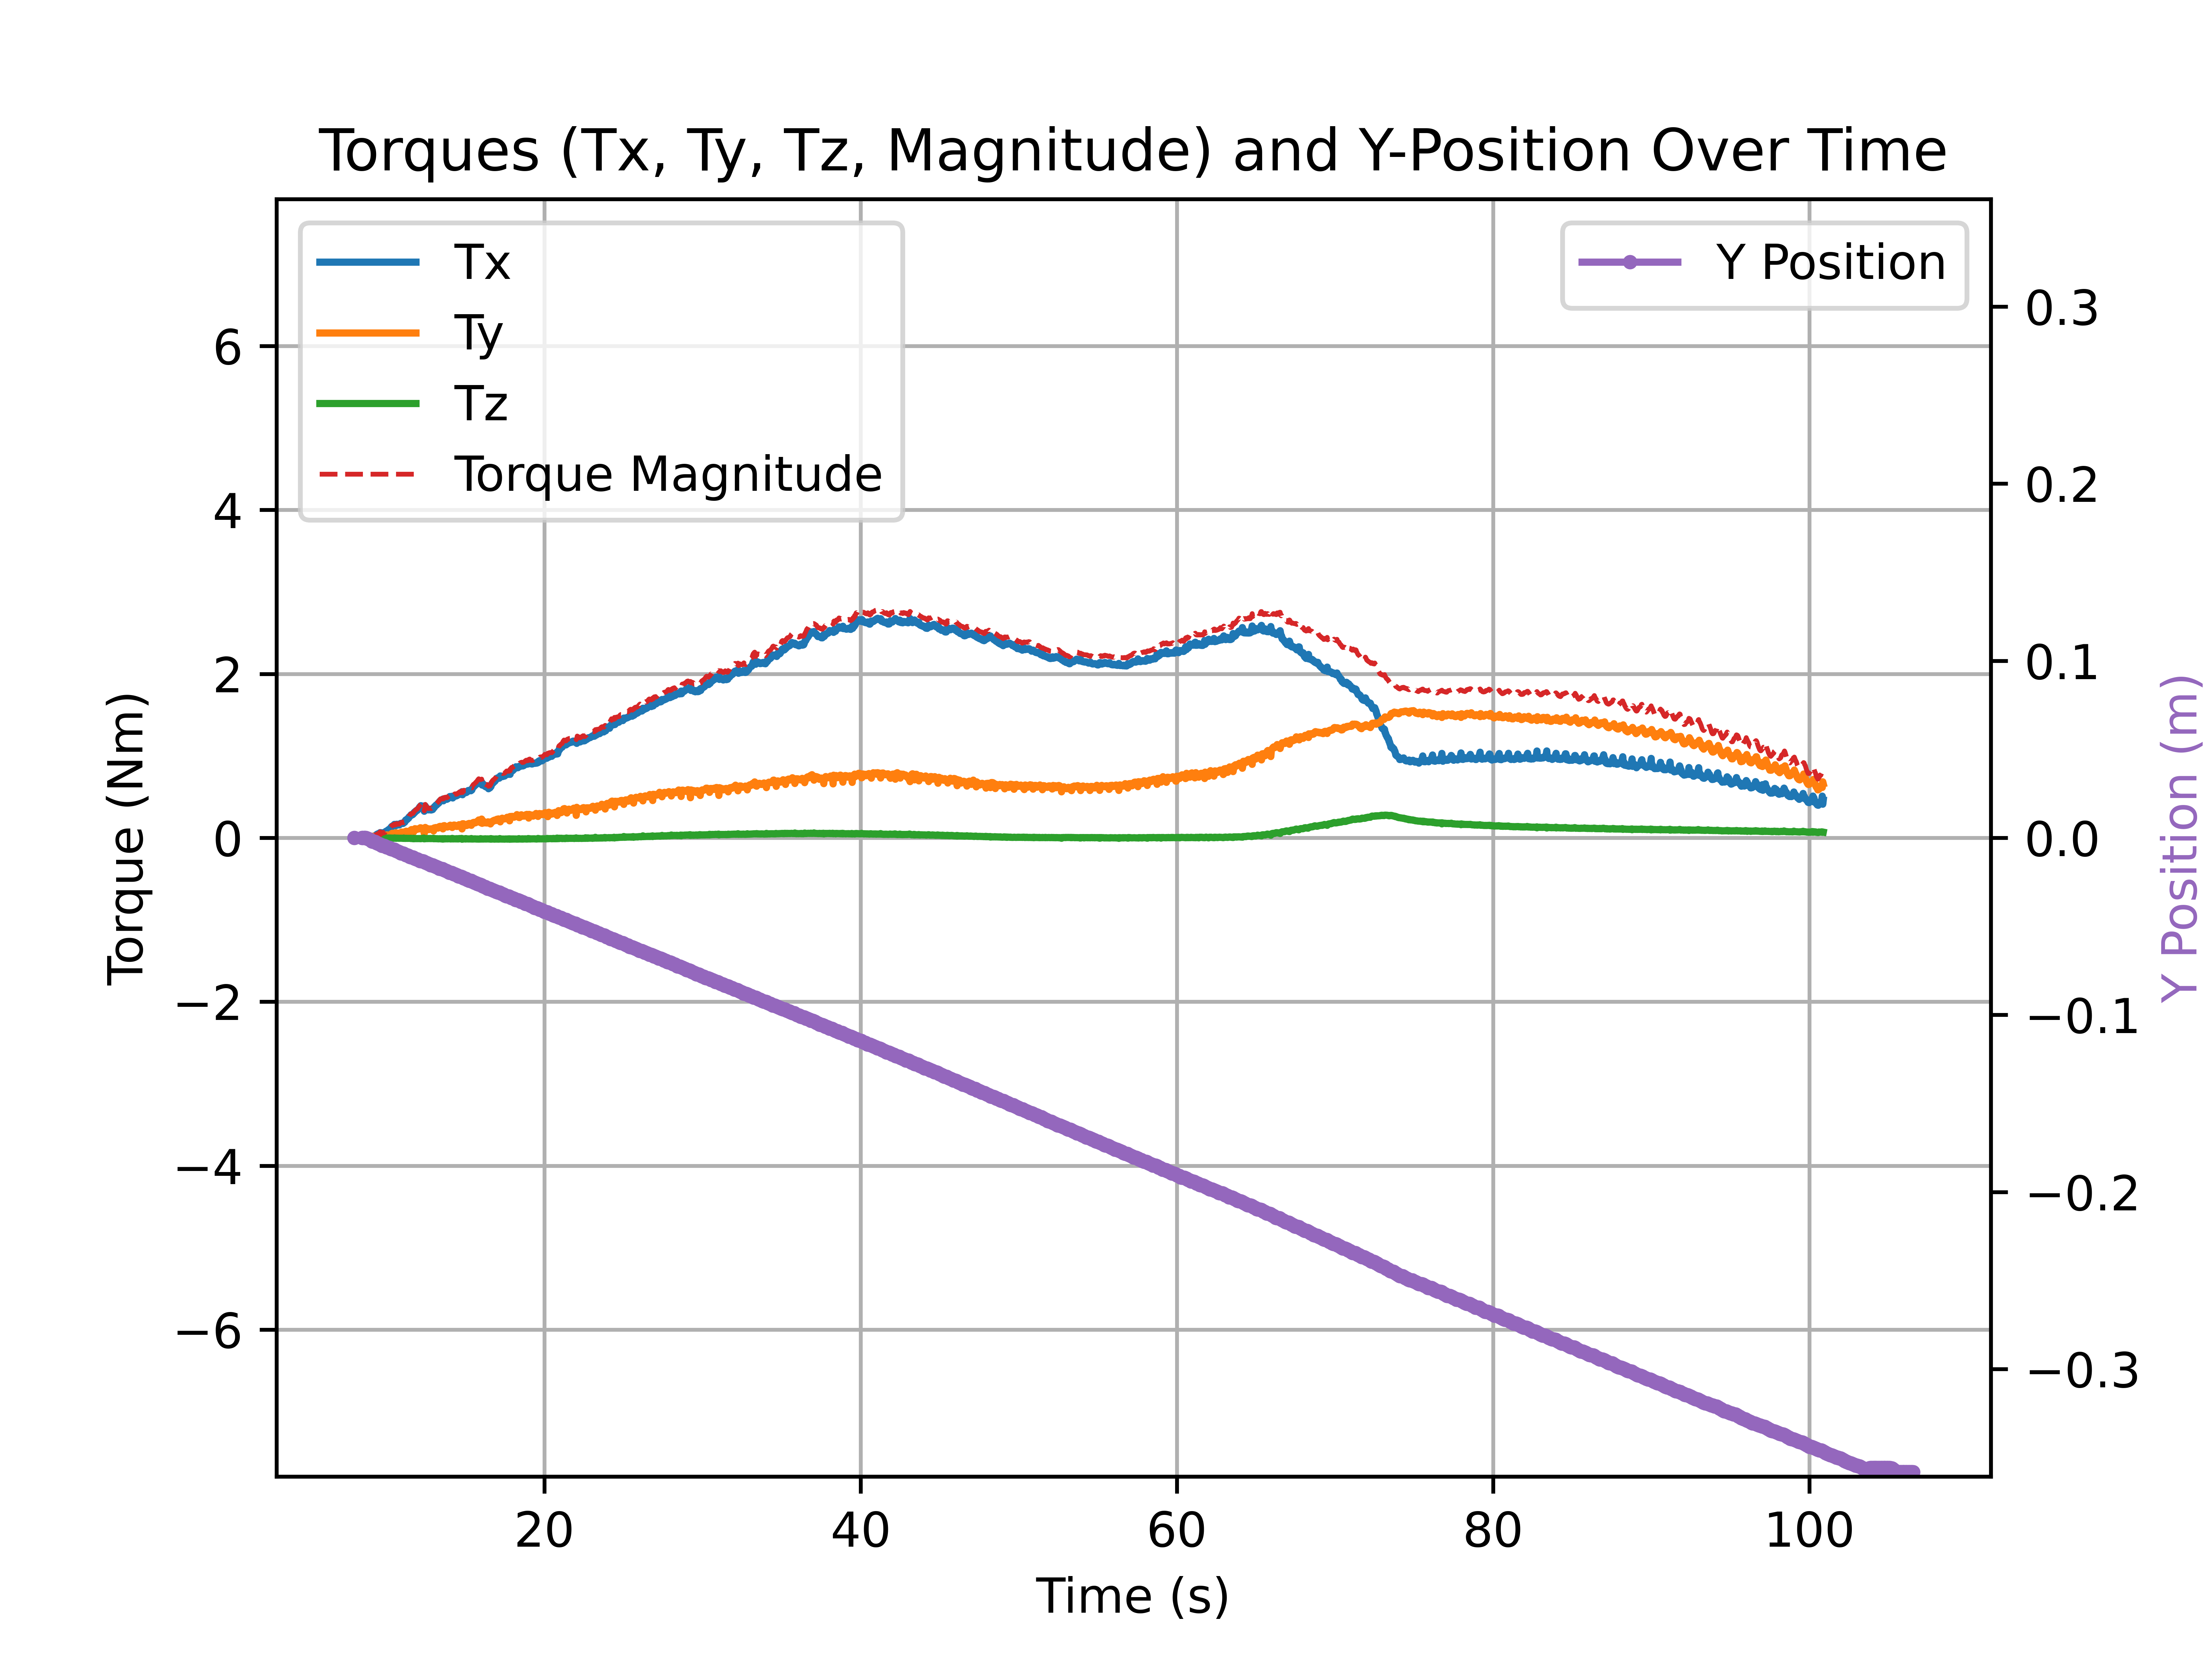 Torques (Tx, Ty, Tz, Magnitude) and Y-Position Over Time
Tx
Ty
Tz
Torque Magnitude
Y Position
6
4
2
0
−2
−4
−6
Torque (Nm)
0.3
0.2
0.1
0.0
−0.1
−0.2
−0.3
Y Position (m)
20 40 60 80 100
Time (s)